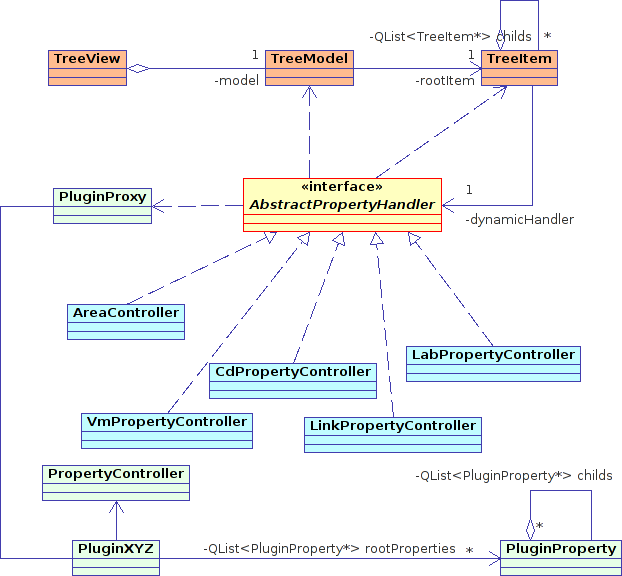 -QList<TreeItem*> childs *
TreeView 1 TreeModel 1 TreeItem
-model -rootItem
«interface»
PluginProxy AbstractPropertyHandler 1
-dynamicHandler
AreaController
LabPropertyController
CdPropertyController
VmPropertyController LinkPropertyController
PropertyController -QList<PluginProperty*> childs
*
PluginXYZ -QList<PluginProperty*> rootProperties * PluginProperty